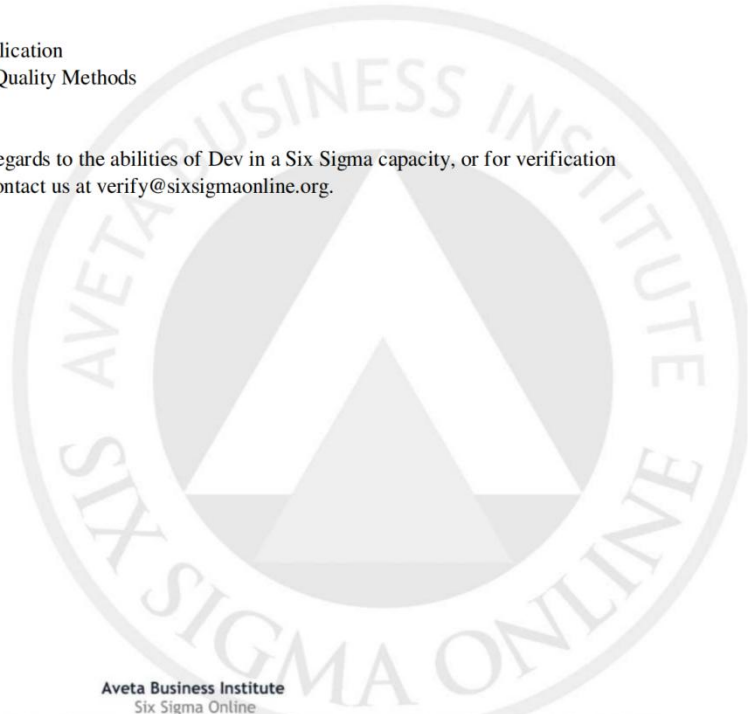 lication
Quality Methods
egards to the abilities of Dev in a Six Sigma capacity, or for verification
ontact us at verify@sixsigmaonline.org.
AVETA BUSINESS INSTITUTE
SIX SIGMA ONLINE
Aveta Business Institute
Six Sigma Online